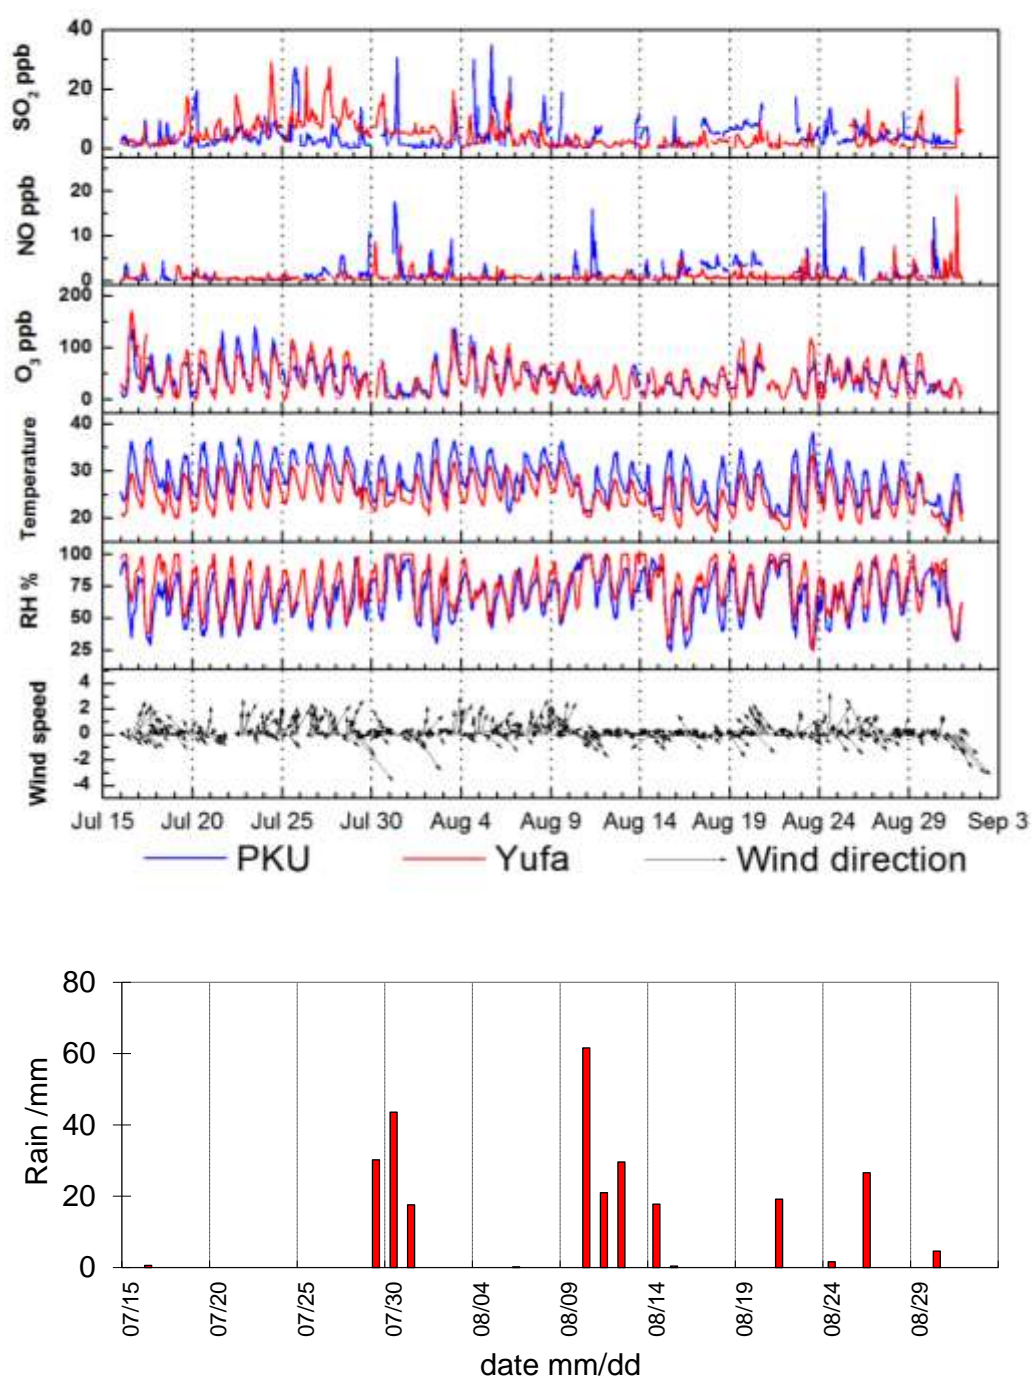 SO2 ppb
40
20
0
NO ppb
20
10
0
O3 ppb
200
100
0
Temperature
40
30
20
RH %
100
75
50
25
Wind speed
4
2
0
-2
-4
Jul 15 Jul 20 Jul 25 Jul 30 Aug 4 Aug 9 Aug 14 Aug 19 Aug 24 Aug 29 Sep 3
PKU Yufa Wind direction
Rain /mm
80
60
40
20
0
07/15 07/20 07/25 07/30 08/04 08/09 08/14 08/19 08/24 08/29
date mm/dd